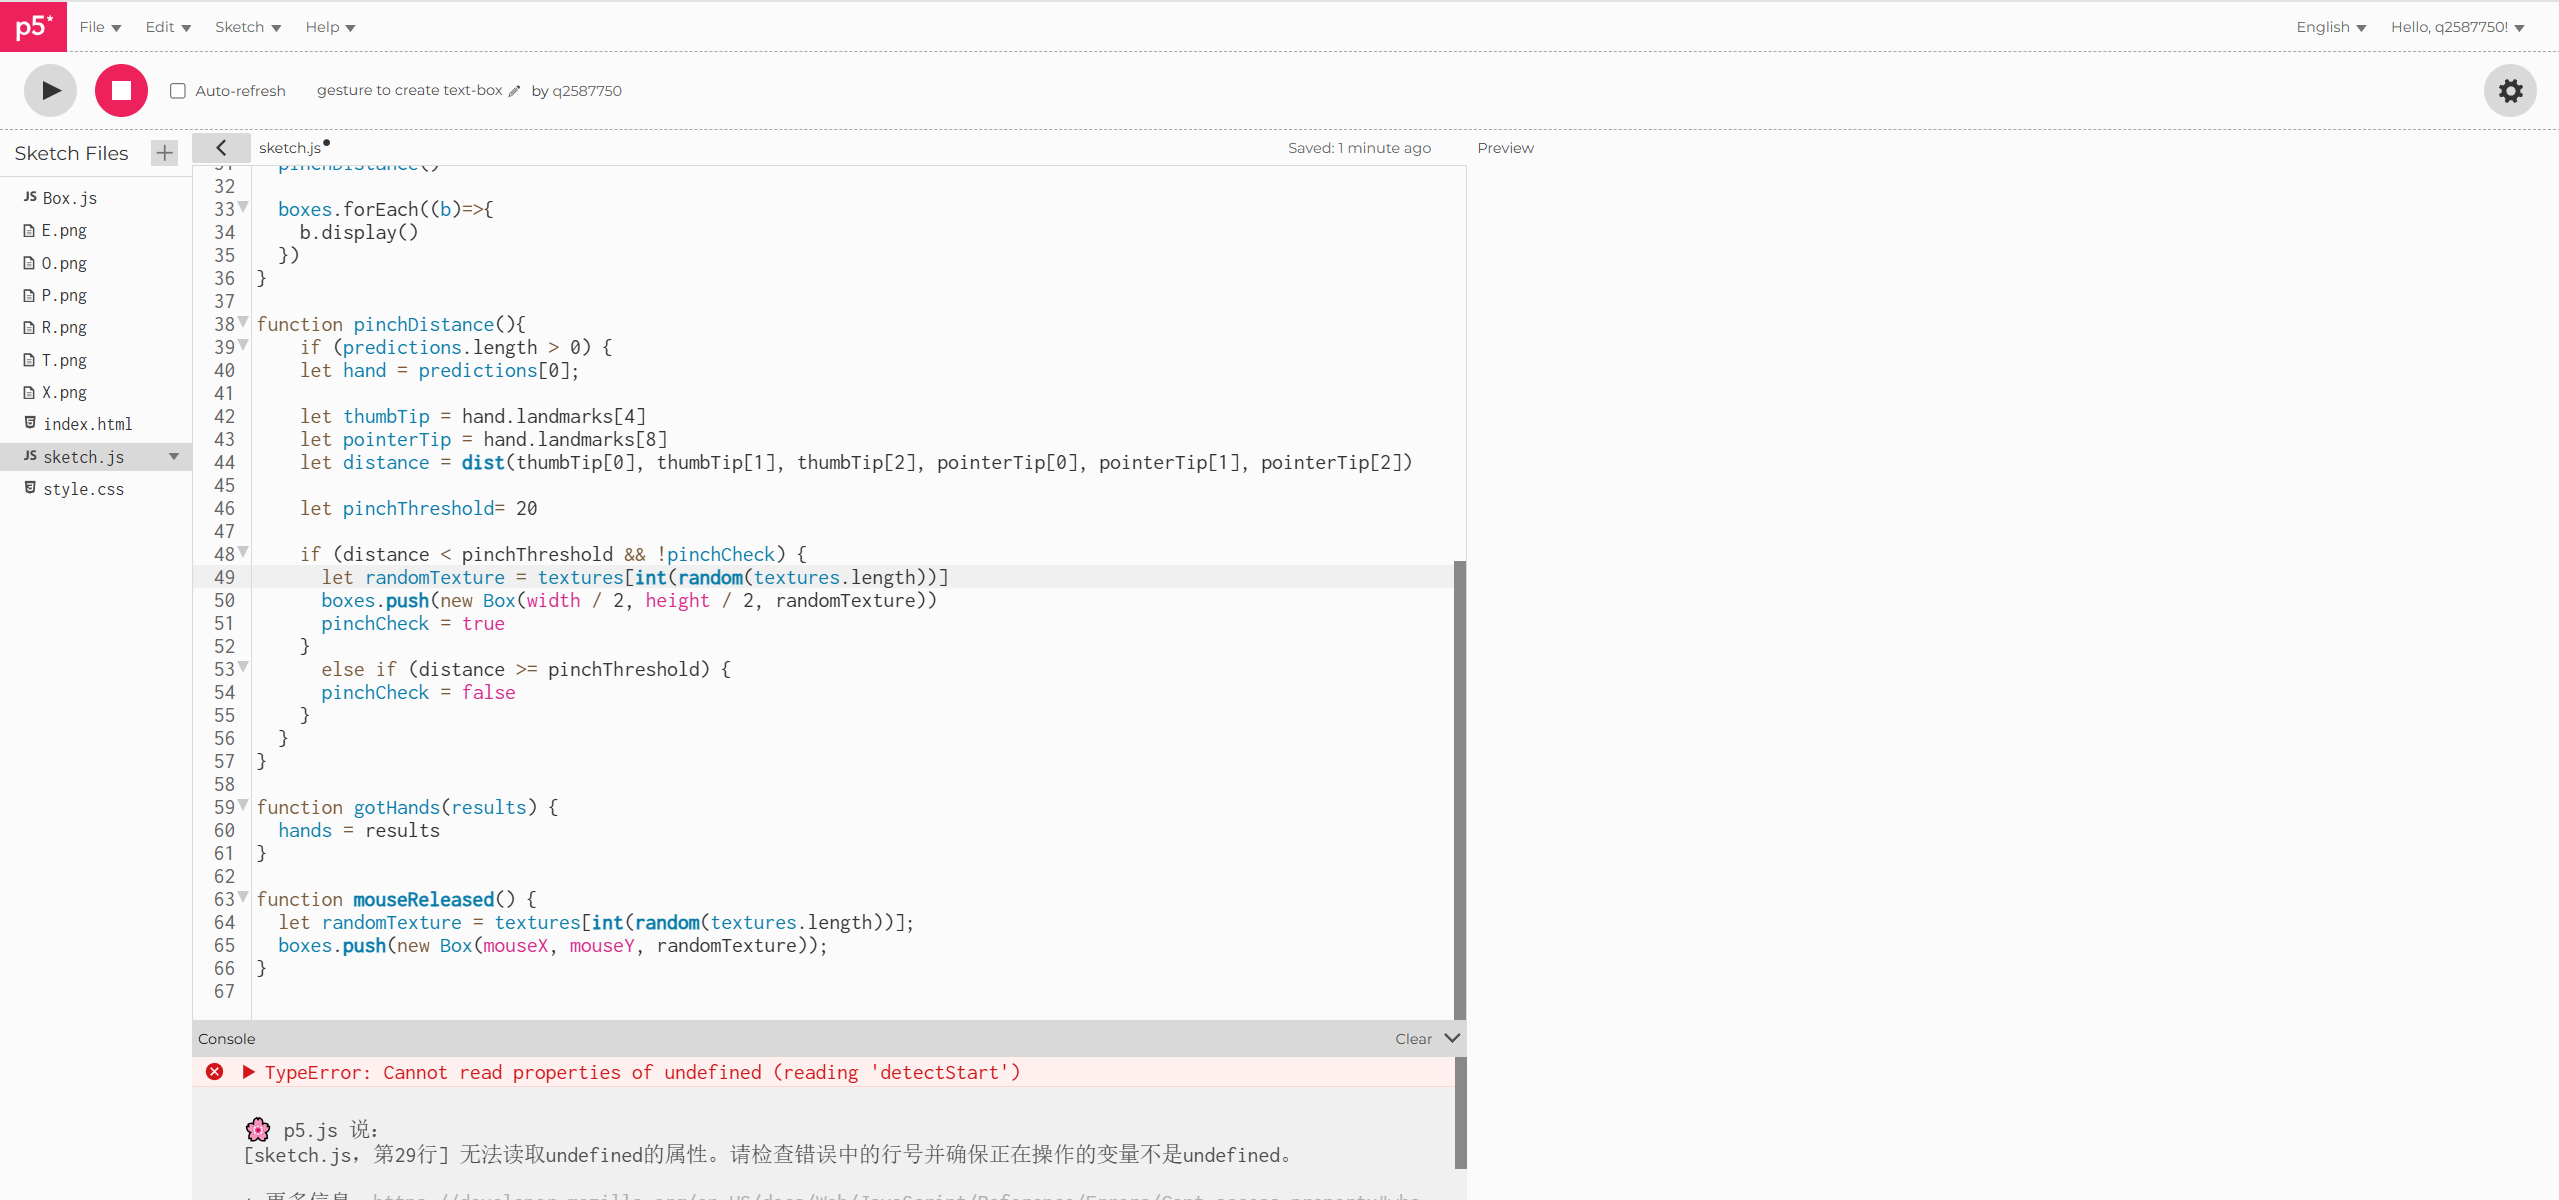 p5* File Edit Sketch Help English Hello, q2587750!
Auto-refresh gesture to create text-box by q2587750
Sketch Files
sketch.js Saved: 1 minute ago Preview
Box.js
E.png
O.png
P.png
R.png
T.png
X.png
index.html
sketch.js
style.css
31 pinchDistance()
32
33 boxes.forEach((b)=>{
34 b.display()
35 })
36 }
37
38 function pinchDistance(){
39 if (predictions.length > 0) {
40 let hand = predictions[0];
41
42 let thumbTip = hand.landmarks[4]
43 let pointerTip = hand.landmarks[8]
44 let distance = dist(thumbTip[0], thumbTip[1], thumbTip[2], pointerTip[0], pointerTip[1], pointerTip[2])
45
46 let pinchThreshold= 20
47
48 if (distance < pinchThreshold && !pinchCheck) {
49 let randomTexture = textures[int(random(textures.length))]
50 boxes.push(new Box(width / 2, height / 2, randomTexture))
51 pinchCheck = true
52 }
53 else if (distance >= pinchThreshold) {
54 pinchCheck = false
55 }
56 }
57 }
58
59 function gotHands(results) {
60 hands = results
61 }
62
63 function mouseReleased() {
64 let randomTexture = textures[int(random(textures.length))];
65 boxes.push(new Box(mouseX, mouseY, randomTexture));
66 }
67
Console Clear
TypeError: Cannot read properties of undefined (reading 'detectStart')
🌸 p5.js 说：
[sketch.js, 第29行] 无法读取undefined的属性。请检查错误中的行号并确保正在操作的变量不是undefined。